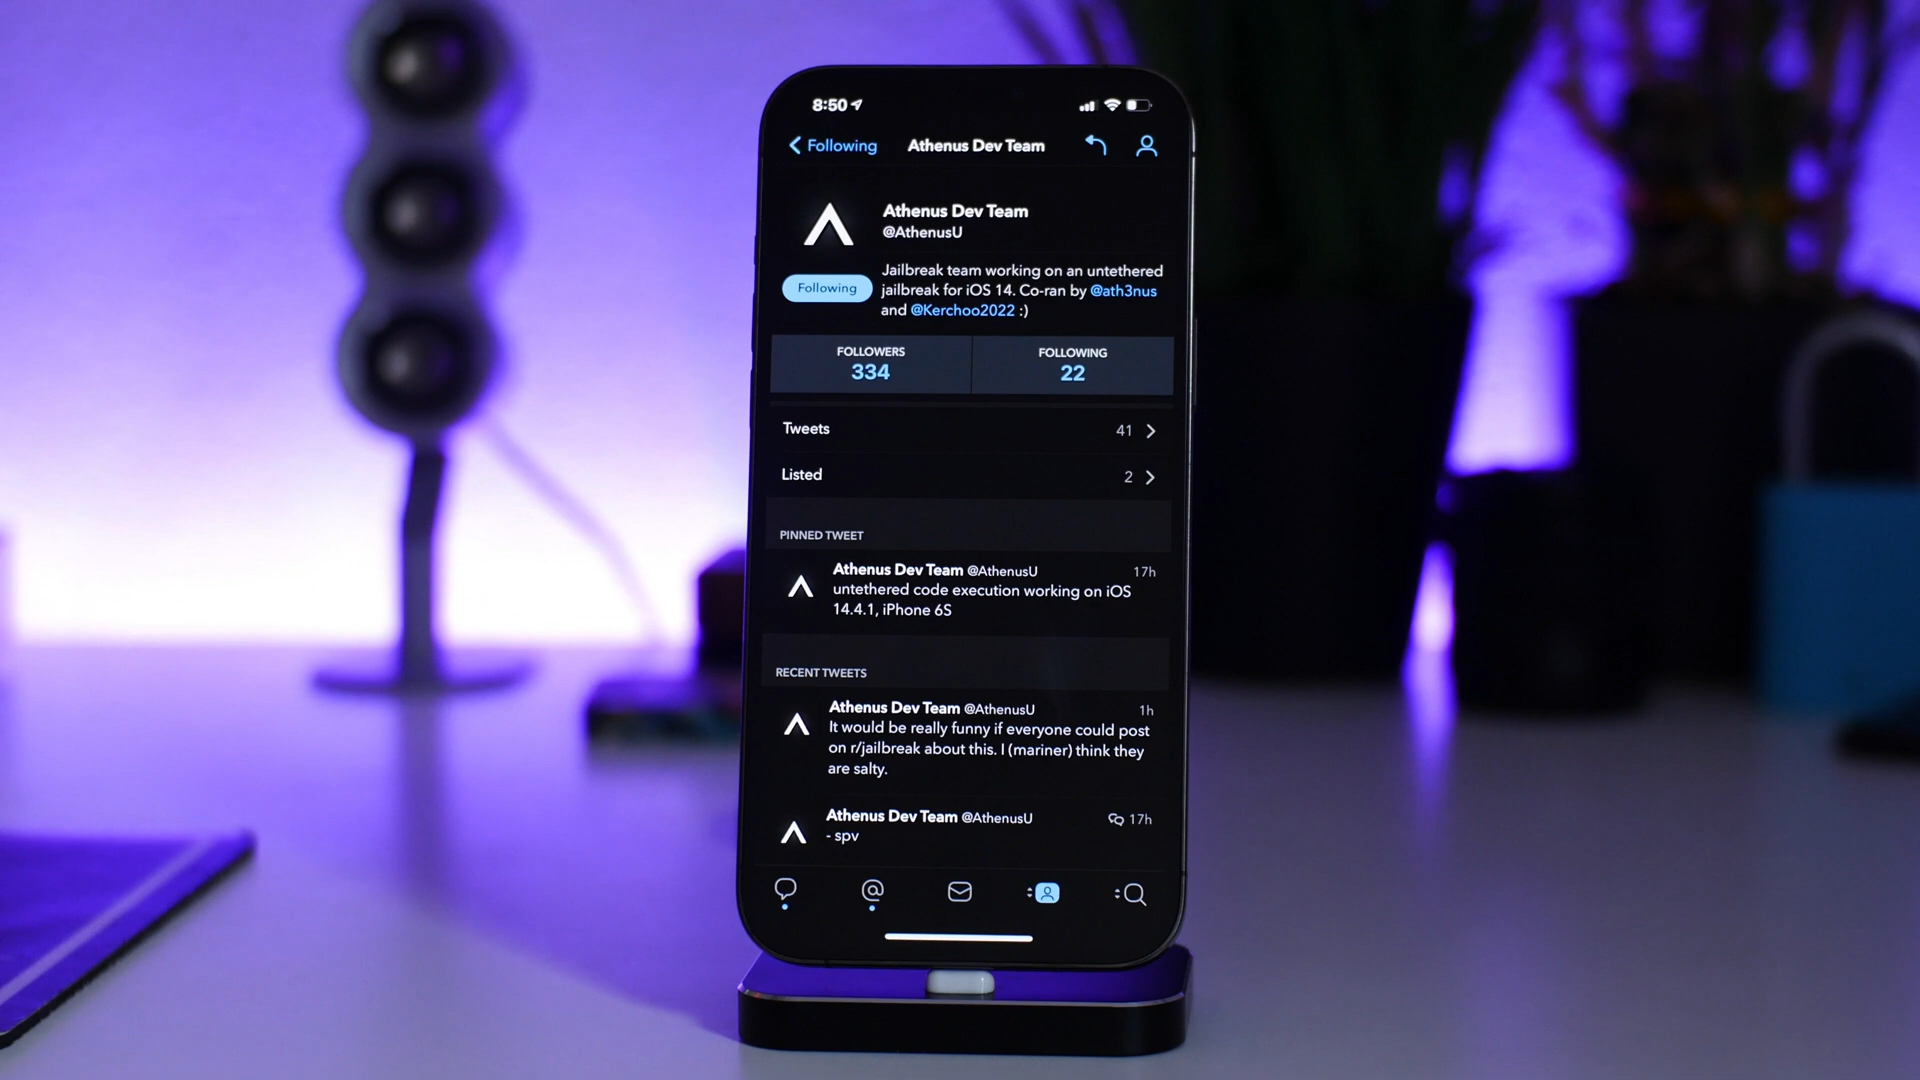 8:50
Following
Athenus Dev Team
Athenus Dev Team
@AthenusU
Following
Jailbreak team working on an untethered
jailbreak for iOS 14. Co-ran by @ath3nus
and @Kerchoo2022 :)
FOLLOWERS
334
FOLLOWING
22
Tweets 41
Listed 2
PINNED TWEET
Athenus Dev Team @AthenusU 17h
untethered code execution working on iOS
14.4.1, iPhone 6S
RECENT TWEETS
Athenus Dev Team @AthenusU 1h
It would be really funny if everyone could post
on r/jailbreak about this. I (mariner) think they
are salty.
Athenus Dev Team @AthenusU 17h
- spv